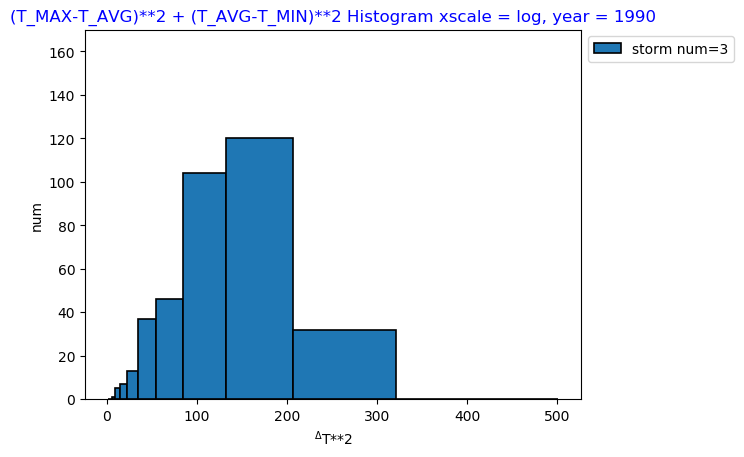 (T_MAX-T_AVG)**2 + (T_AVG-T_MIN)**2 Histogram xscale = log, year = 1990
storm num=3
160
140
120
100
80
60
40
20
0
num
0 100 200 300 400 500
ΔT**2